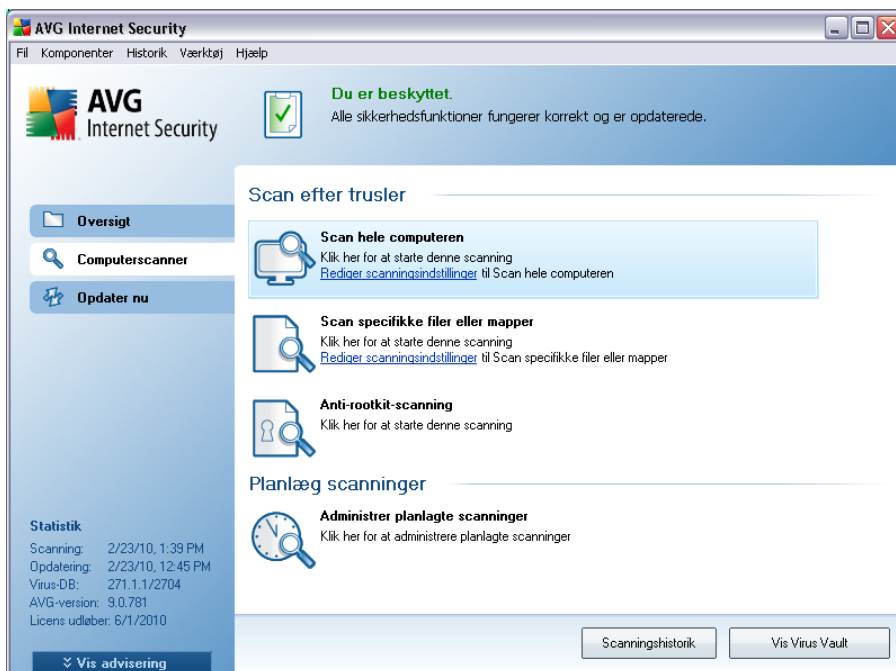 AVG Internet Security
Fil Komponenter Historik Værktøj Hjælp
AVG
Internet Security
Du er beskyttet.
Alle sikkerhedsfunktioner fungerer korrekt og er opdaterede.
Oversigt
Computerscanner
Opdater nu
Scan efter trusler
Scan hele computeren
Klik her for at starte denne scanning
Rediger scanningsindstillinger til Scan hele computeren
Scan specifikke filer eller mapper
Klik her for at starte denne scanning
Rediger scanningsindstillinger til Scan specifikke filer eller mapper
Anti-rootkit-scanning
Klik her for at starte denne scanning
Planlæg scanninger
Administrer planlagte scanninger
Klik her for at administrere planlagte scanninger
Statistik
Scanning: 2/23/10, 1:39 PM
Opdatering: 2/23/10, 12:45 PM
Virus-DB: 271.1.1/2704
AVG-version: 9.0.781
Licens udløber: 6/1/2010
Vis advisering
Scanningshistorik
Vis Virus Vault